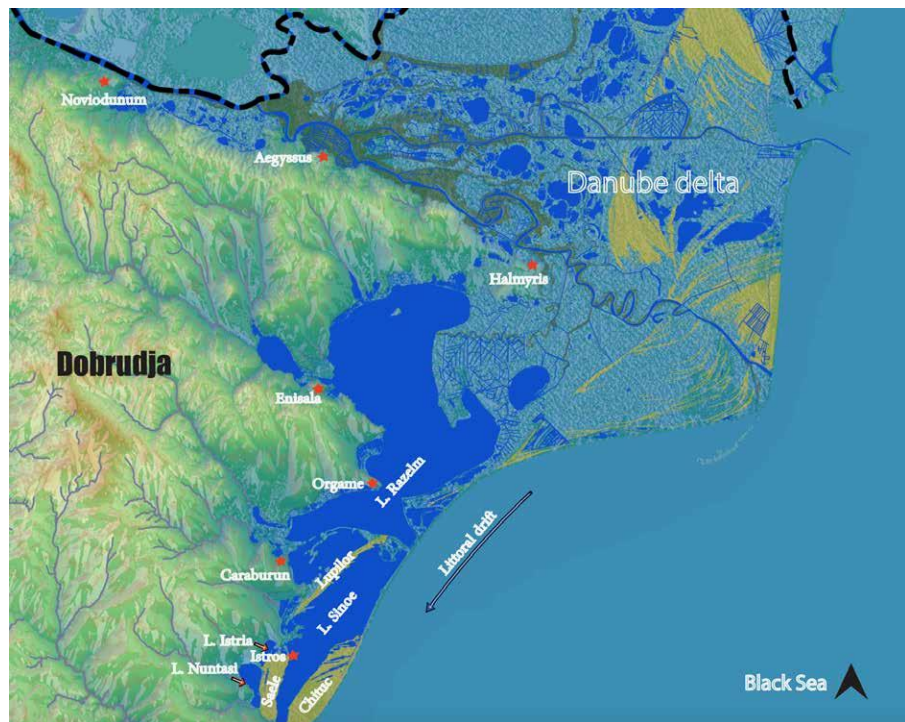 Noviodunum
Aegyssus
Danube delta
Halmyris
Dobrudja
Enisala
Orgame
L. Razelm
Littoral drift
Caraburun
Lupilor
L. Sinoe
L. Istria
Istros
L. Nuntasi
Saele
Chituc
Black Sea